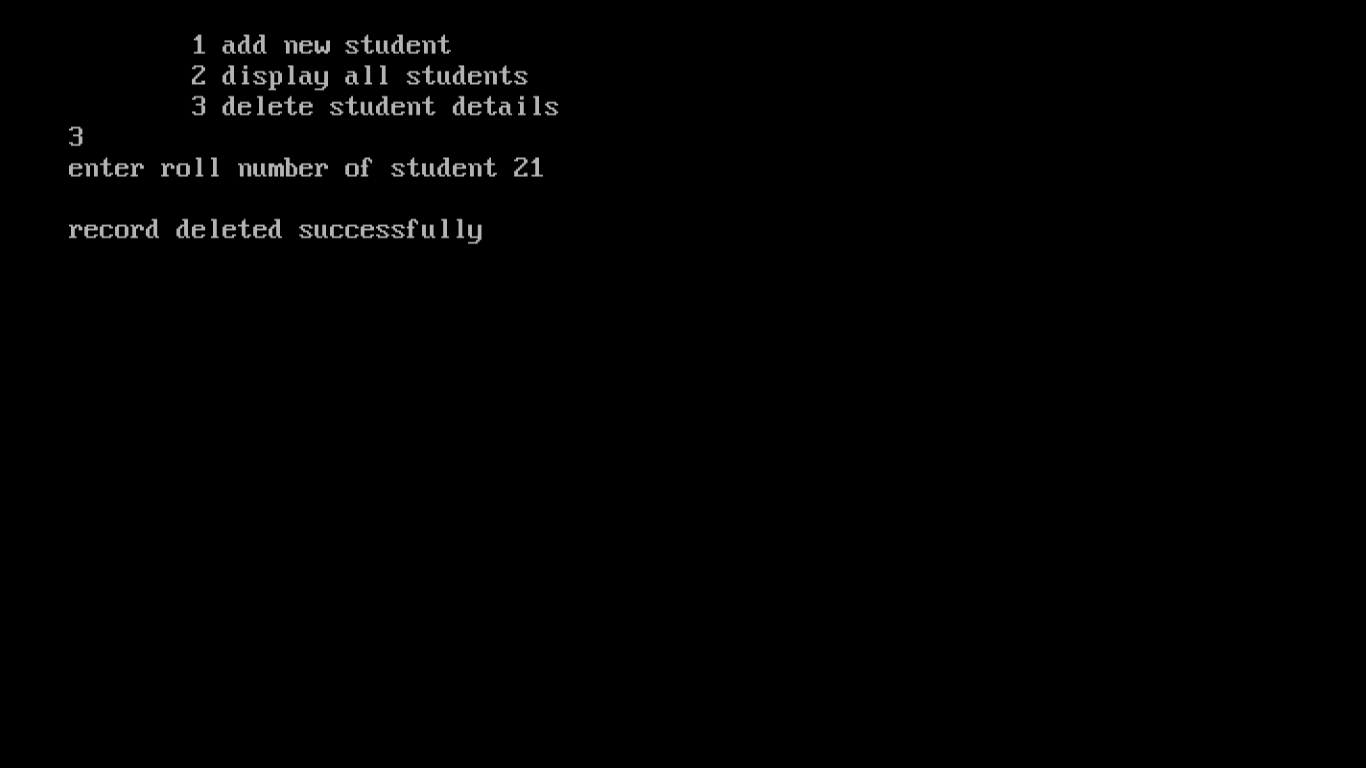 1 add new student
2 display all students
3 delete student details
3
enter roll number of student 21
record deleted successfully